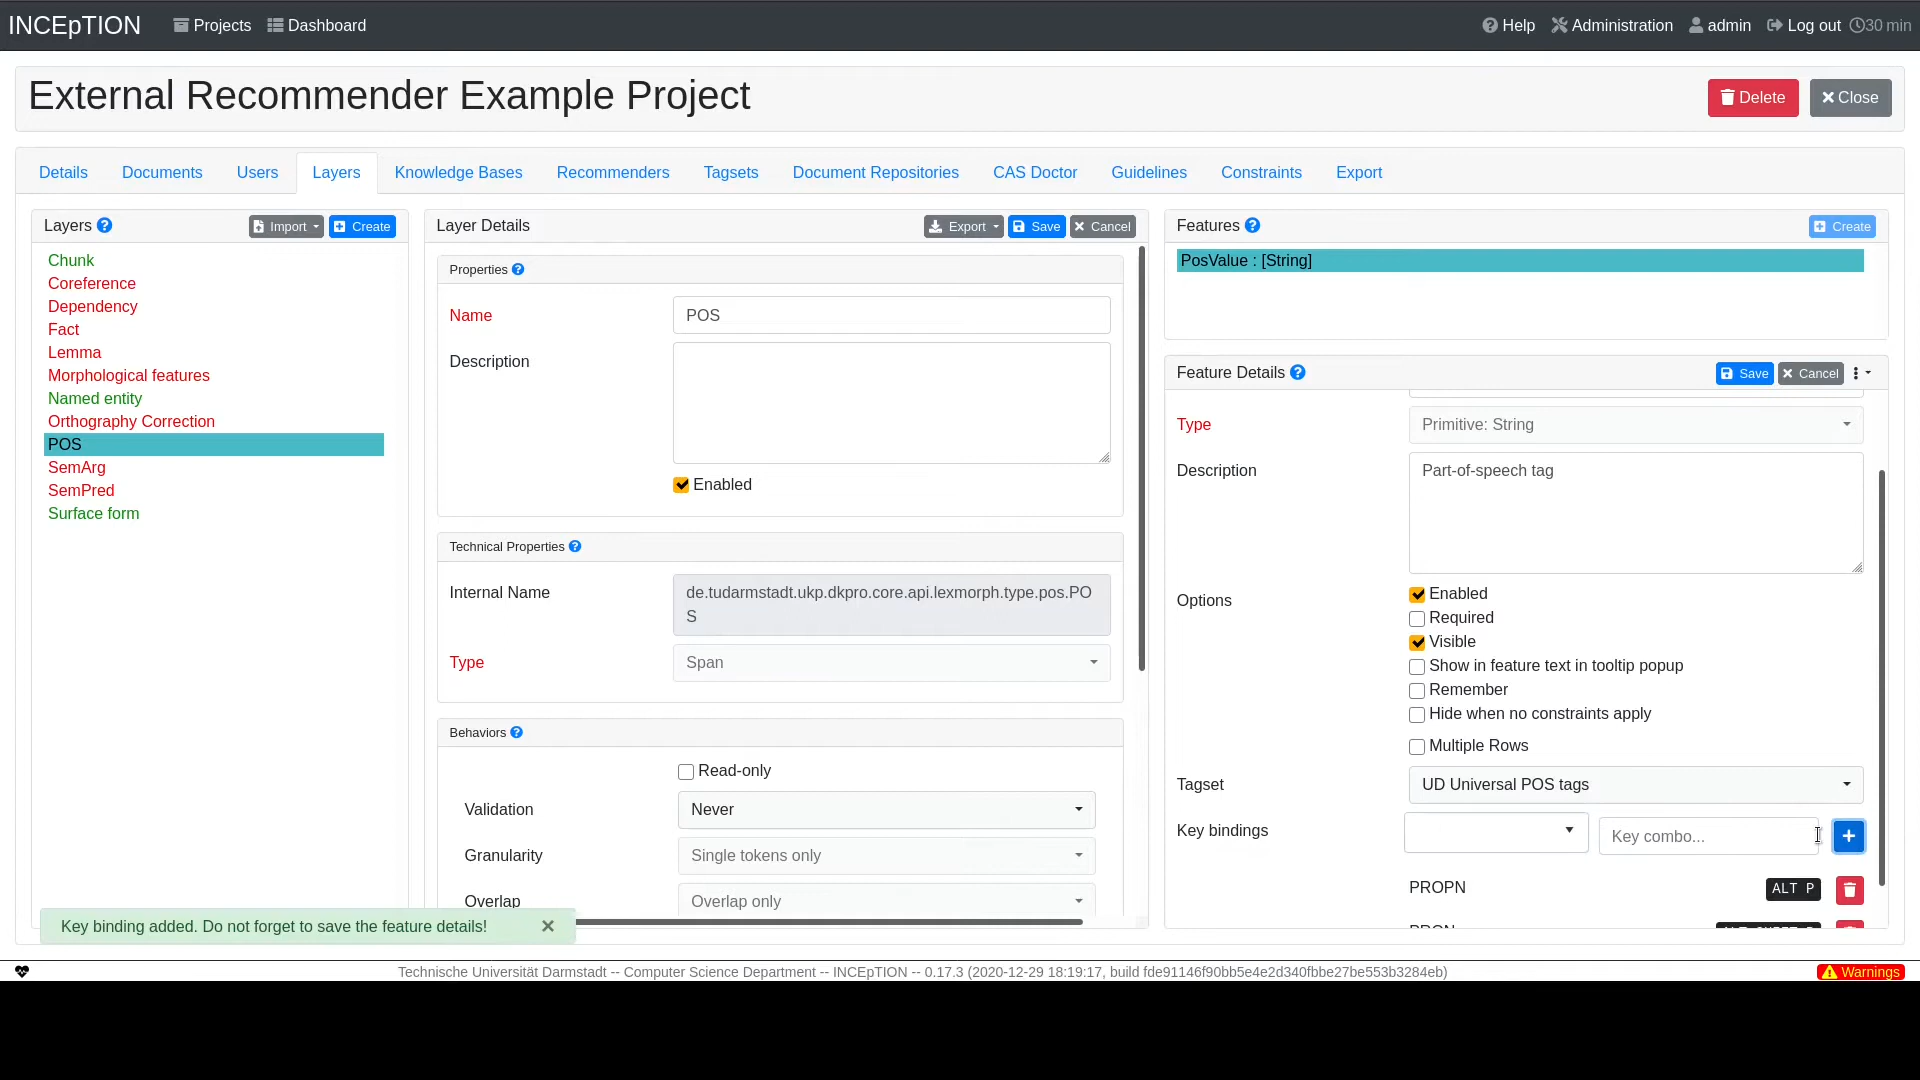 INCEpTION Projects Dashboard Help Administration admin Log out 30 min
External Recommender Example Project Delete Close
Details Documents Users Layers Knowledge Bases Recommenders Tagsets Document Repositories CAS Doctor Guidelines Constraints Export
Layers Import Create
Chunk
Coreference
Dependency
Fact
Lemma
Morphological features
Named entity
Orthography Correction
POS
SemArg
SemPred
Surface form
Layer Details Export Save Cancel
Properties
Name POS
Description
Enabled
Technical Properties
Internal Name de.tudarmstadt.ukp.dkpro.core.api.lexmorph.type.pos.PO
S
Type Span
Behaviors
Read-only
Validation Never
Granularity Single tokens only
Overlap Overlap only
Features Create
PosValue : [String]
Feature Details Save Cancel
Type Primitive: String
Description Part-of-speech tag
Options Enabled
Required
Visible
Show in feature text in tooltip popup
Remember
Hide when no constraints apply
Multiple Rows
Tagset UD Universal POS tags
Key bindings Key combo...
PROPN ALT P
Key binding added. Do not forget to save the feature details!
Technische Universität Darmstadt -- Computer Science Department -- INCEpTION -- 0.17.3 (2020-12-29 18:19:17, build fde91146f90bb5e4e2d340fbbe27be553b3284eb)
Warnings